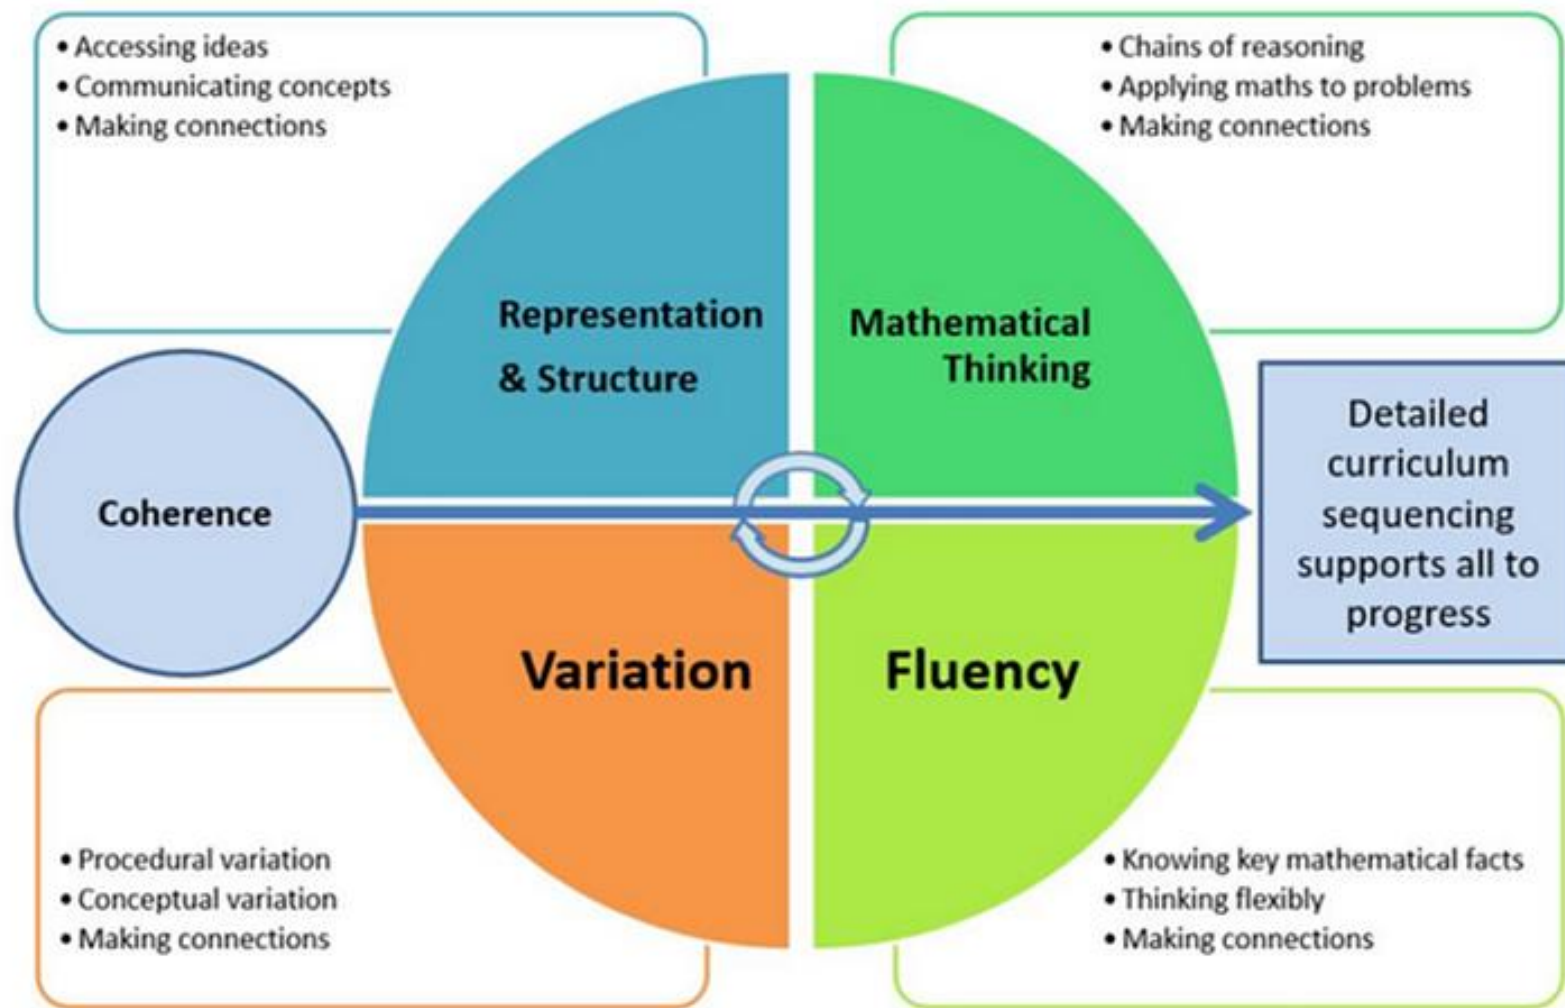 • Accessing ideas
• Communicating concepts
• Making connections
• Chains of reasoning
• Applying maths to problems
• Making connections
Representation
& Structure
Mathematical
Thinking
Coherence
Detailed
curriculum
sequencing
supports all to
progress
Variation
Fluency
• Procedural variation
• Conceptual variation
• Making connections
• Knowing key mathematical facts
• Thinking flexibly
• Making connections